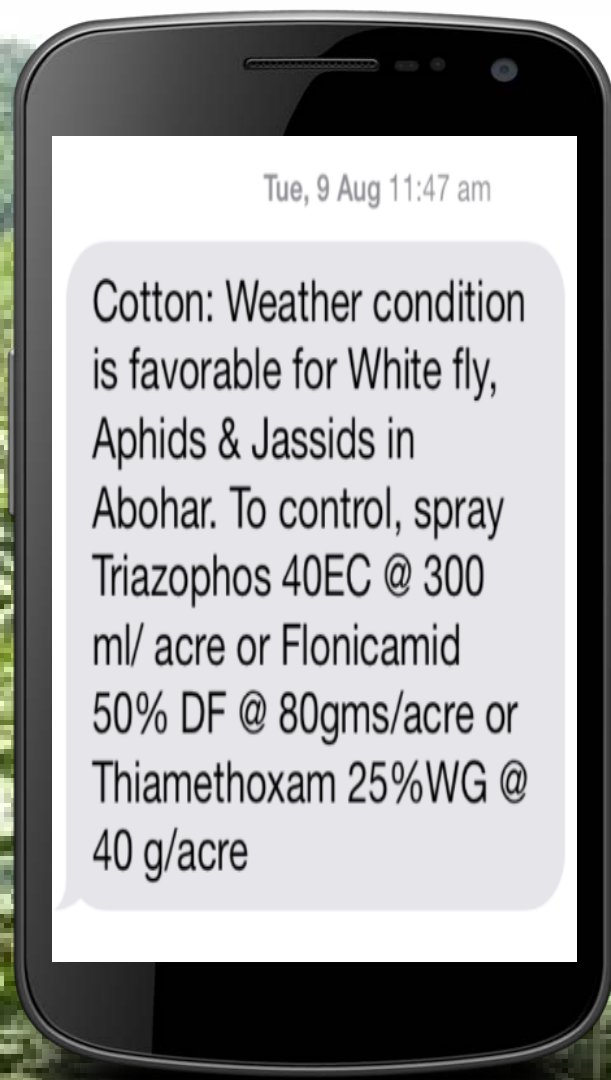 Tue, 9 Aug 11:47 am
Cotton: Weather condition
is favorable for White fly,
Aphids & Jassids in
Abohar. To control, spray
Triazophos 40EC @ 300
ml/ acre or Flonicamid
50% DF @ 80gms/acre or
Thiamethoxam 25%WG @
40 g/acre